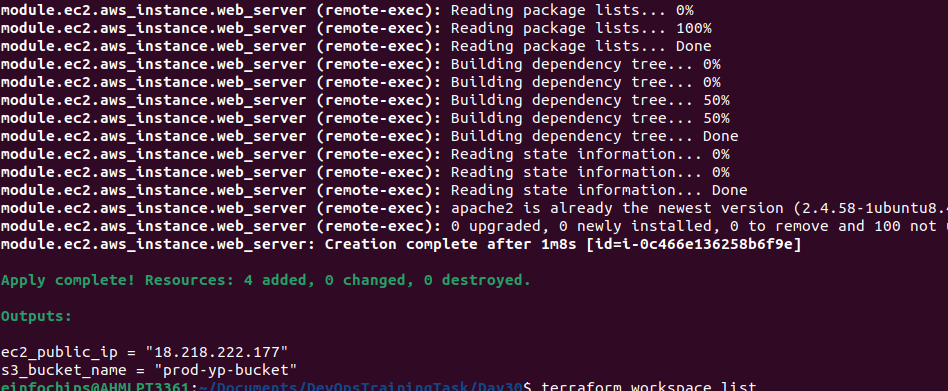 module.ec2.aws_instance.web_server (remote-exec): Reading package lists... 0%
module.ec2.aws_instance.web_server (remote-exec): Reading package lists... 100%
module.ec2.aws_instance.web_server (remote-exec): Reading package lists... Done
module.ec2.aws_instance.web_server (remote-exec): Building dependency tree... 0%
module.ec2.aws_instance.web_server (remote-exec): Building dependency tree... 0%
module.ec2.aws_instance.web_server (remote-exec): Building dependency tree... 50%
module.ec2.aws_instance.web_server (remote-exec): Building dependency tree... 50%
module.ec2.aws_instance.web_server (remote-exec): Building dependency tree... Done
module.ec2.aws_instance.web_server (remote-exec): Reading state information... 0%
module.ec2.aws_instance.web_server (remote-exec): Reading state information... 0%
module.ec2.aws_instance.web_server (remote-exec): Reading state information... Done
module.ec2.aws_instance.web_server (remote-exec): apache2 is already the newest version (2.4.58-1ubuntu8.
module.ec2.aws_instance.web_server (remote-exec): 0 upgraded, 0 newly installed, 0 to remove and 100 not
module.ec2.aws_instance.web_server: Creation complete after 1m8s [id=i-0c466e136258b6f9e]
Apply complete! Resources: 4 added, 0 changed, 0 destroyed.
Outputs:
ec2_public_ip = "18.218.222.177"
s3_bucket_name = "prod-yp-bucket"
einfochips@AHMLPT3361:~/Documents/DevOpsTrainingTask/Day30$ terraform workspace list